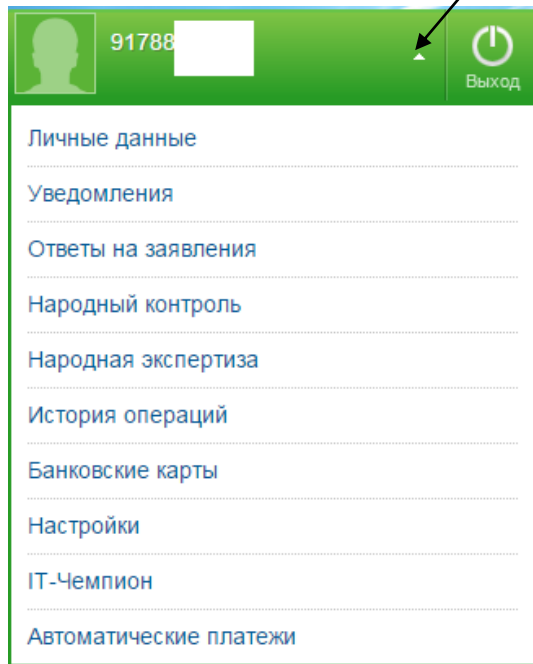 91788
Выход
Личные данные
Уведомления
Ответы на заявления
Народный контроль
Народная экспертиза
История операций
Банковские карты
Настройки
IT-Чемпион
Автоматические платежи